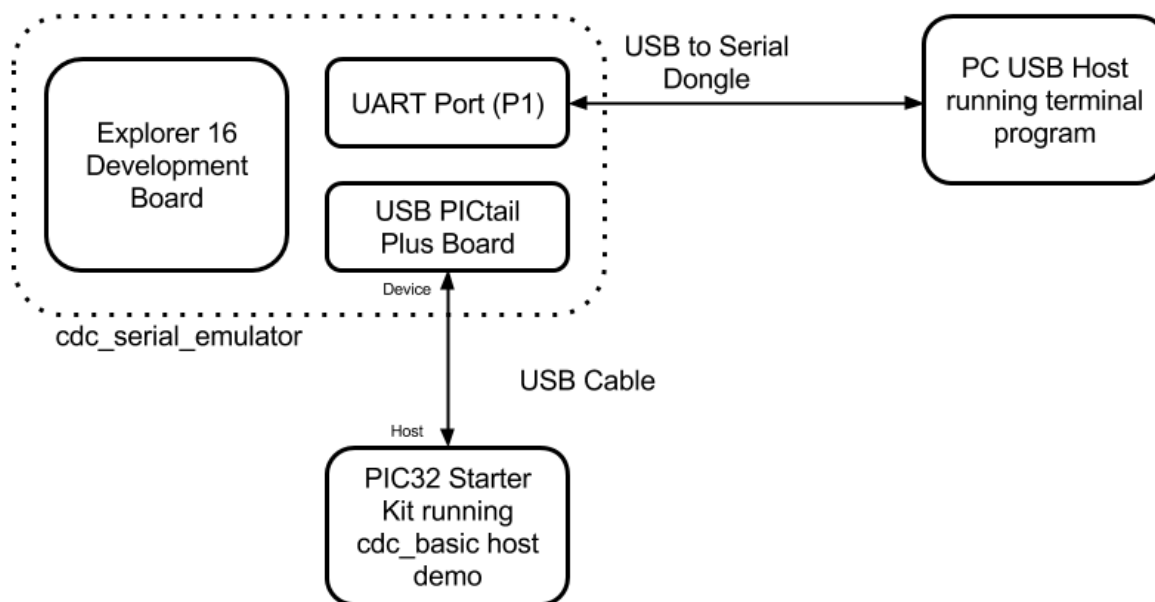 Explorer 16
Development
Board
UART Port (P1)
USB PICtail
Plus Board
USB to Serial
Dongle
PC USB Host
running terminal
program
Device
cdc_serial_emulator
USB Cable
Host
PIC32 Starter
Kit running
cdc_basic host
demo